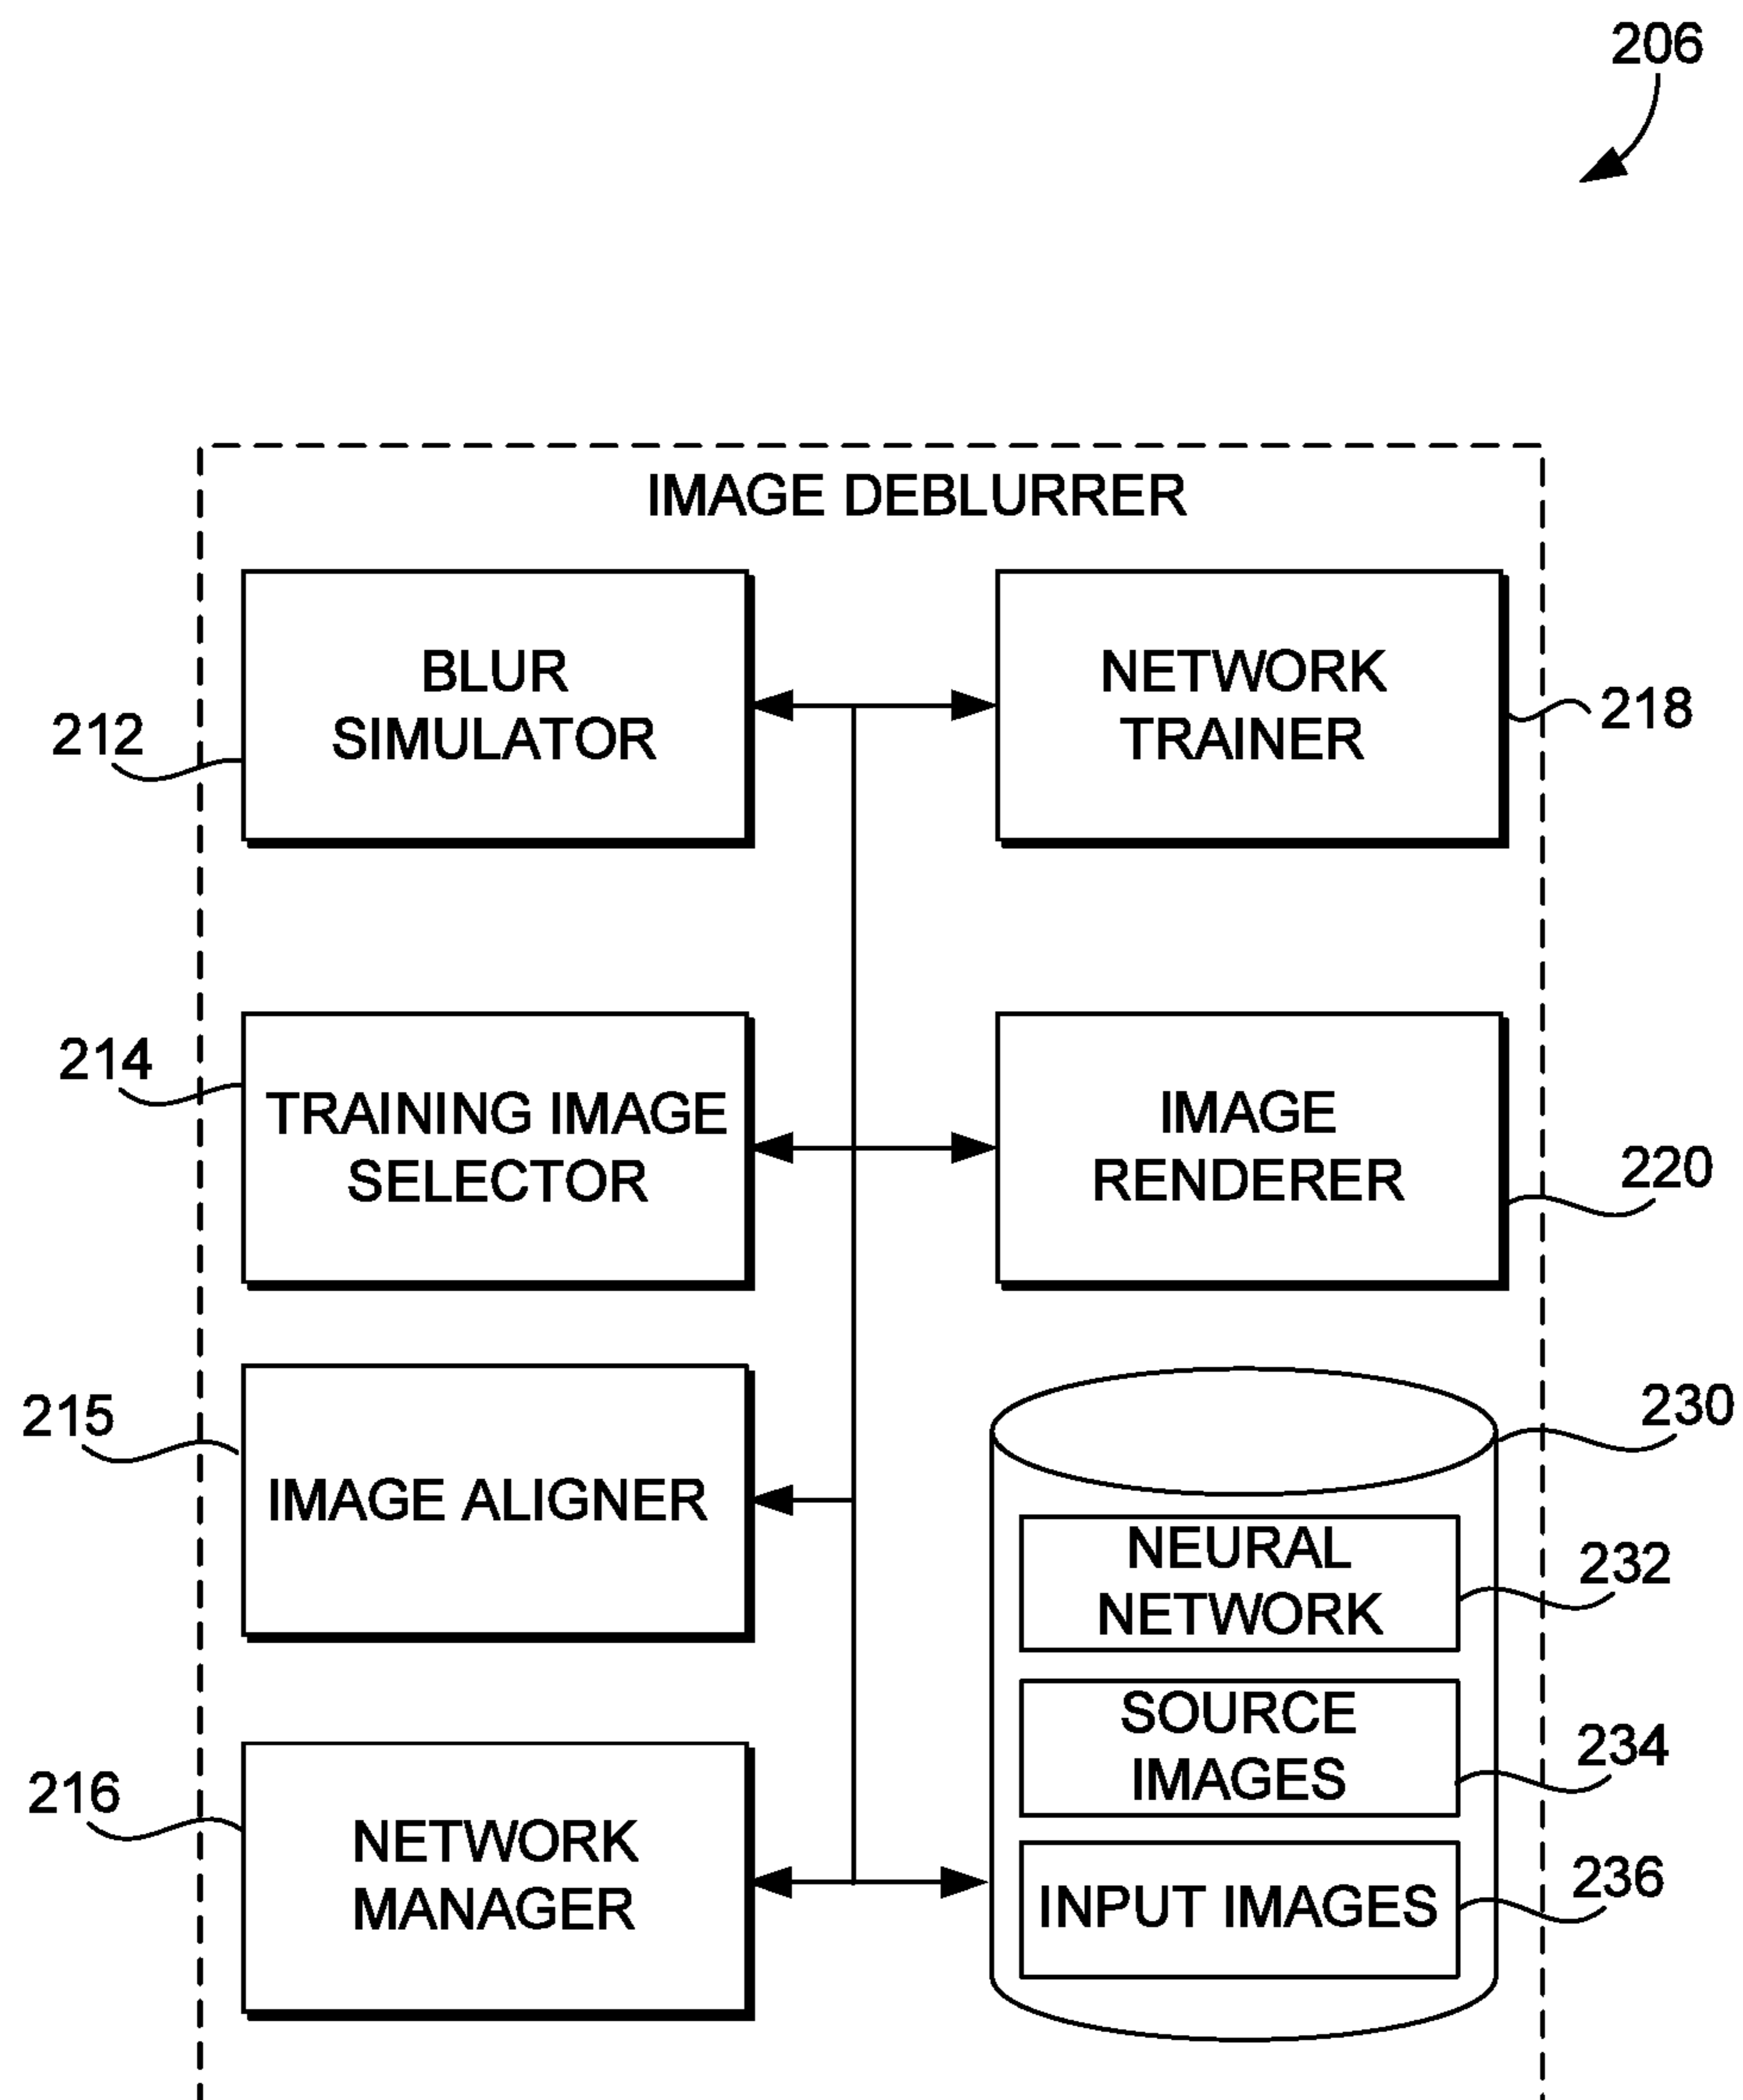 206
IMAGE DEBLURRER
BLUR
SIMULATOR
212
NETWORK
TRAINER
218
214
TRAINING IMAGE
SELECTOR
IMAGE
RENDERER
220
215
IMAGE ALIGNER
230
NEURAL
NETWORK
232
SOURCE
IMAGES
234
216
NETWORK
MANAGER
INPUT IMAGES
236